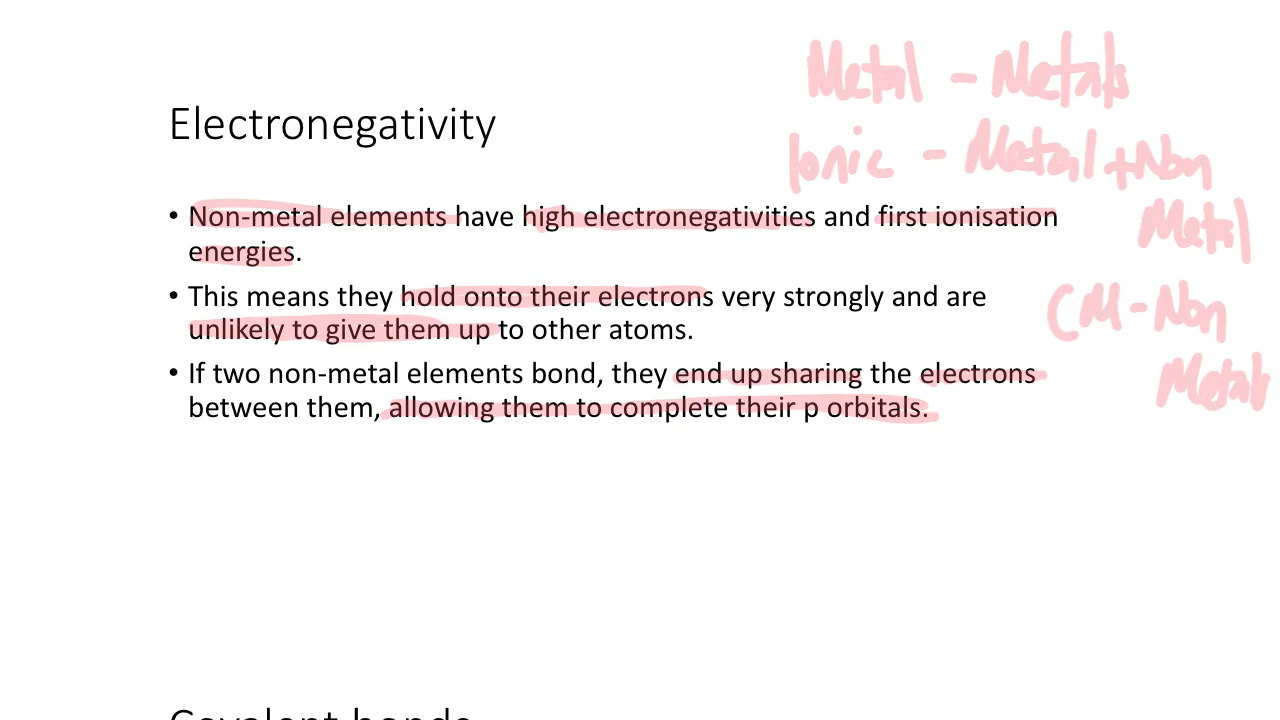 Metal - Metals
Electronegativity
Ionic - Metal + Non
Metal
• Non-metal elements have high electronegativities and first ionisation
energies.
• This means they hold onto their electrons very strongly and are
unlikely to give them up to other atoms.
CM - Non
Metals
• If two non-metal elements bond, they end up sharing the electrons
between them, allowing them to complete their p orbitals.
Covalent bonds